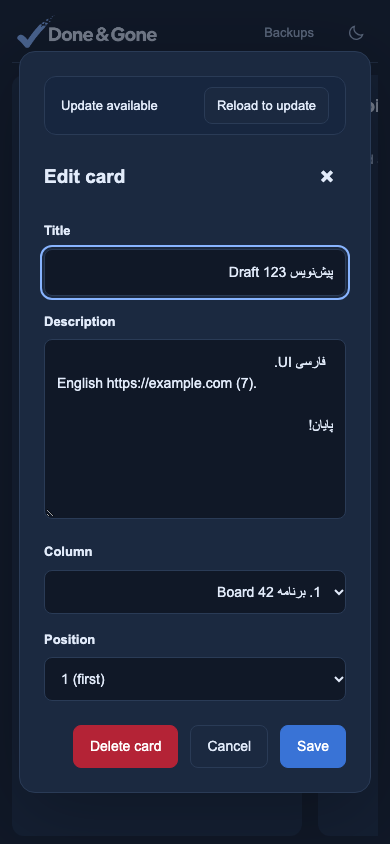 Done & Gone
Backups
Update available
Reload to update
Edit card
×
Title
پیش‌نویس Draft 123
Description
فارسی UI.
English https://example.com (7).
پایان!
Column
1. برنامه Board 42
Position
1 (first)
Delete card
Cancel
Save